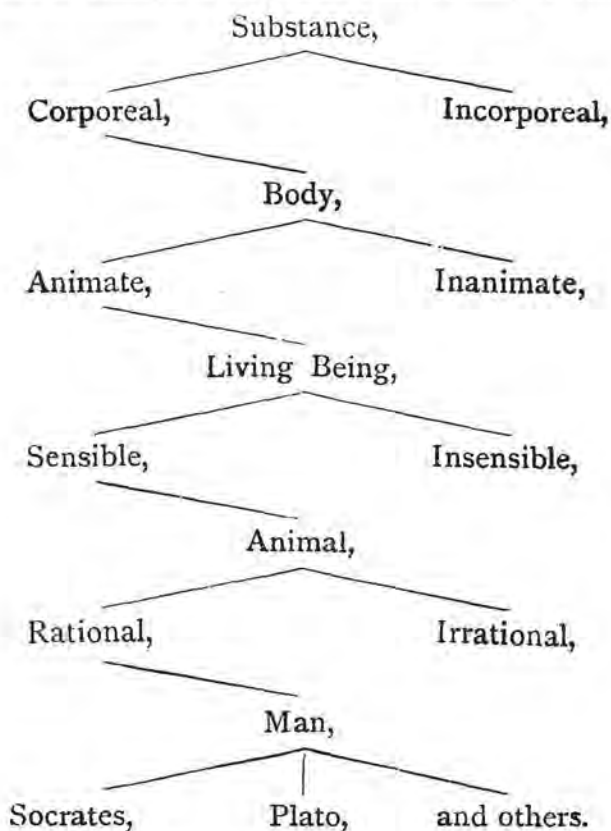 Substance,
Corporeal, Incorporeal,
Body,
Animate, Inanimate,
Living Being,
Sensible, Insensible,
Animal,
Rational, Irrational,
Man,
Socrates, Plato, and others.